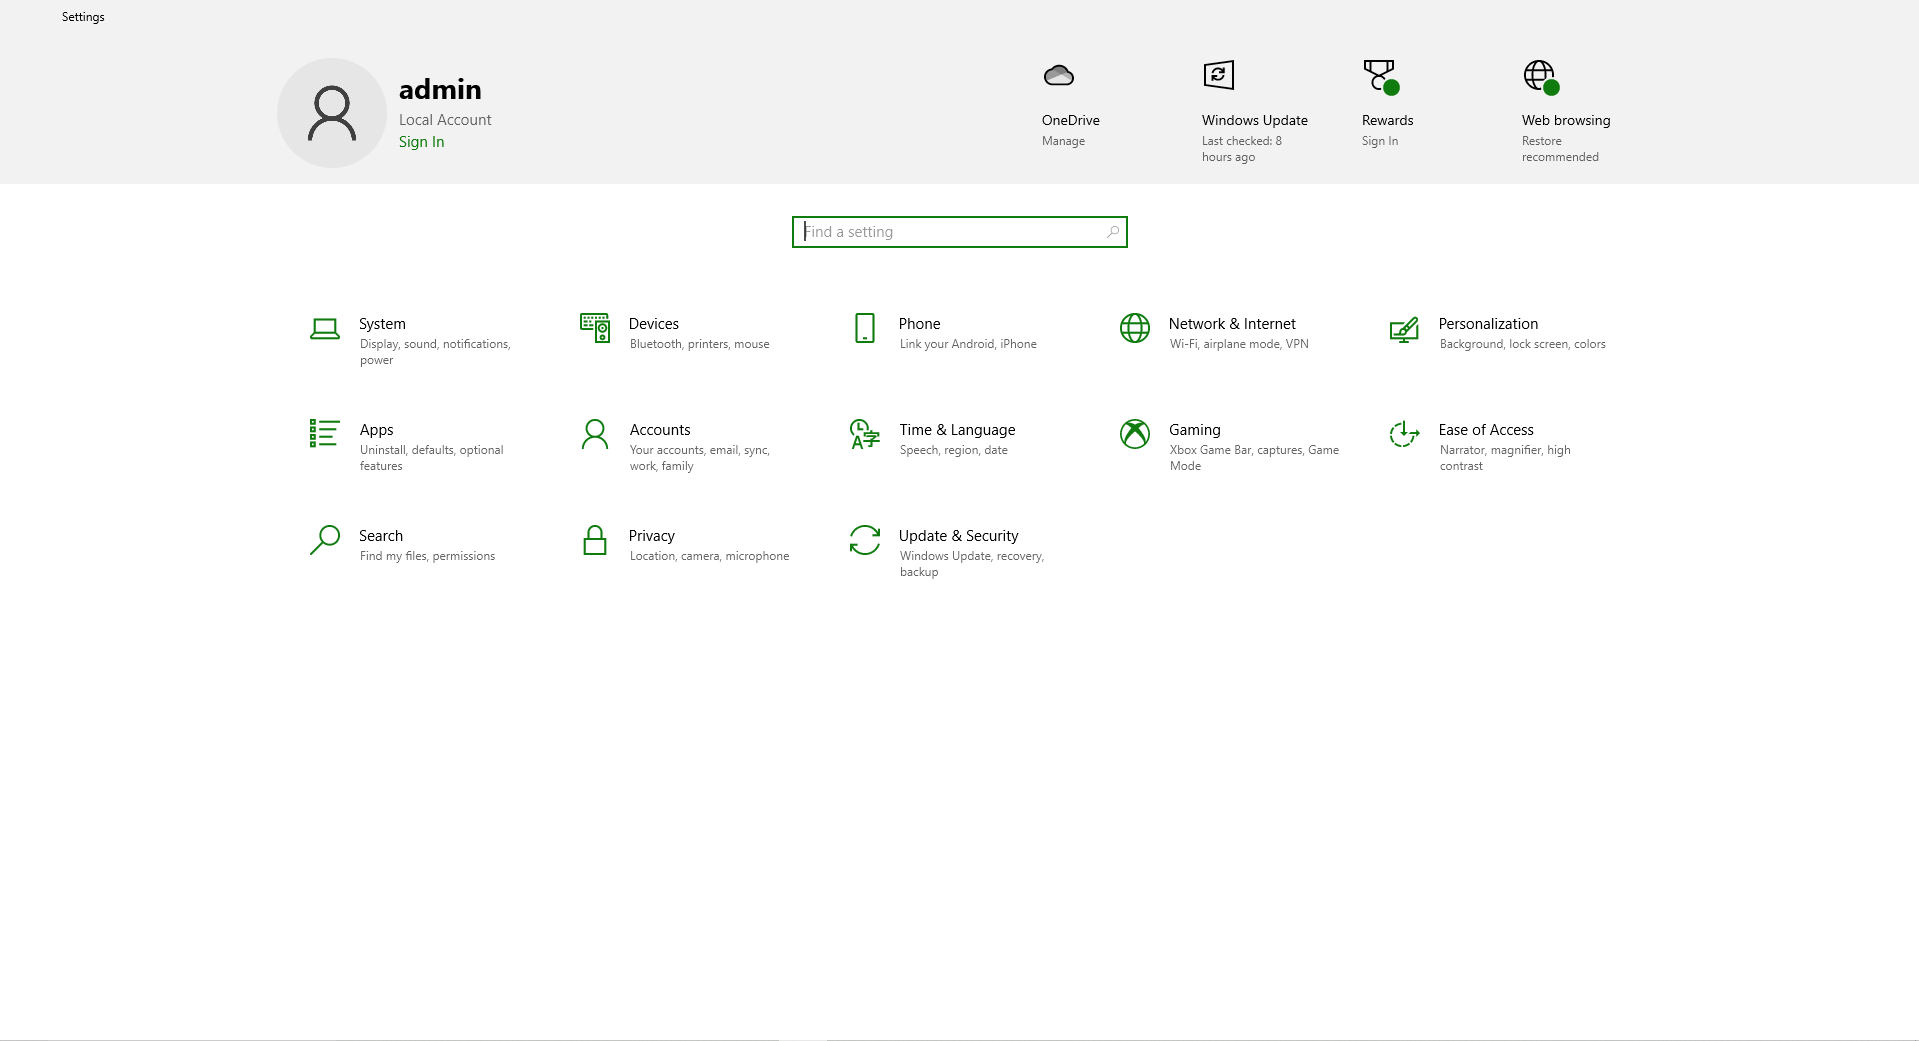 Settings
admin
Local Account
Sign In
OneDrive
Manage
Windows Update
Last checked: 8
hours ago
Rewards
Sign In
Web browsing
Restore
recommended
Find a setting
System
Display, sound, notifications,
power
Devices
Bluetooth, printers, mouse
Phone
Link your Android, iPhone
Network & Internet
Wi-Fi, airplane mode, VPN
Personalization
Background, lock screen, colors
Apps
Uninstall, defaults, optional
features
Accounts
Your accounts, email, sync,
work, family
Time & Language
Speech, region, date
Gaming
Xbox Game Bar, captures, Game
Mode
Ease of Access
Narrator, magnifier, high
contrast
Search
Find my files, permissions
Privacy
Location, camera, microphone
Update & Security
Windows Update, recovery,
backup